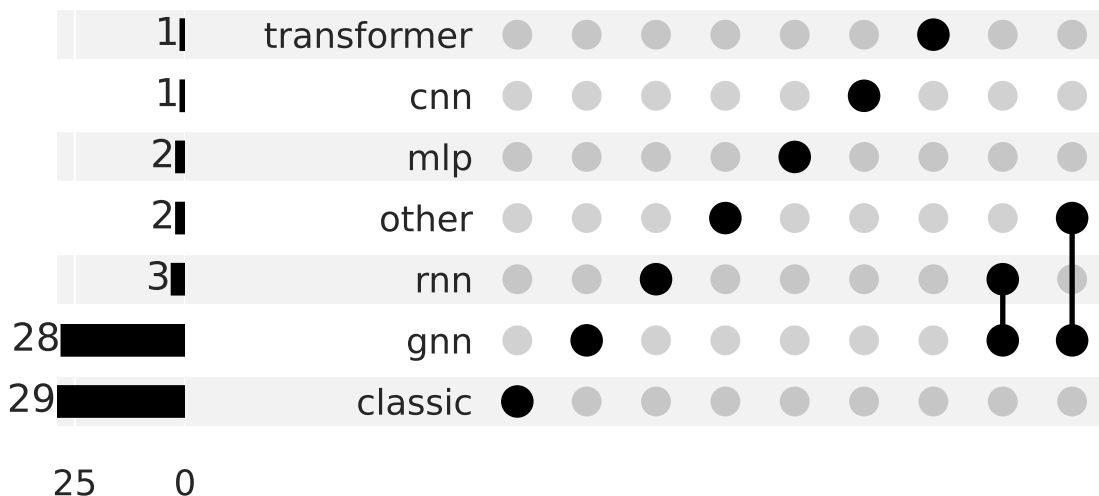 1 transformer
1 cnn
2 mlp
2 other
3 rnn
28 gnn
29 classic
25 0